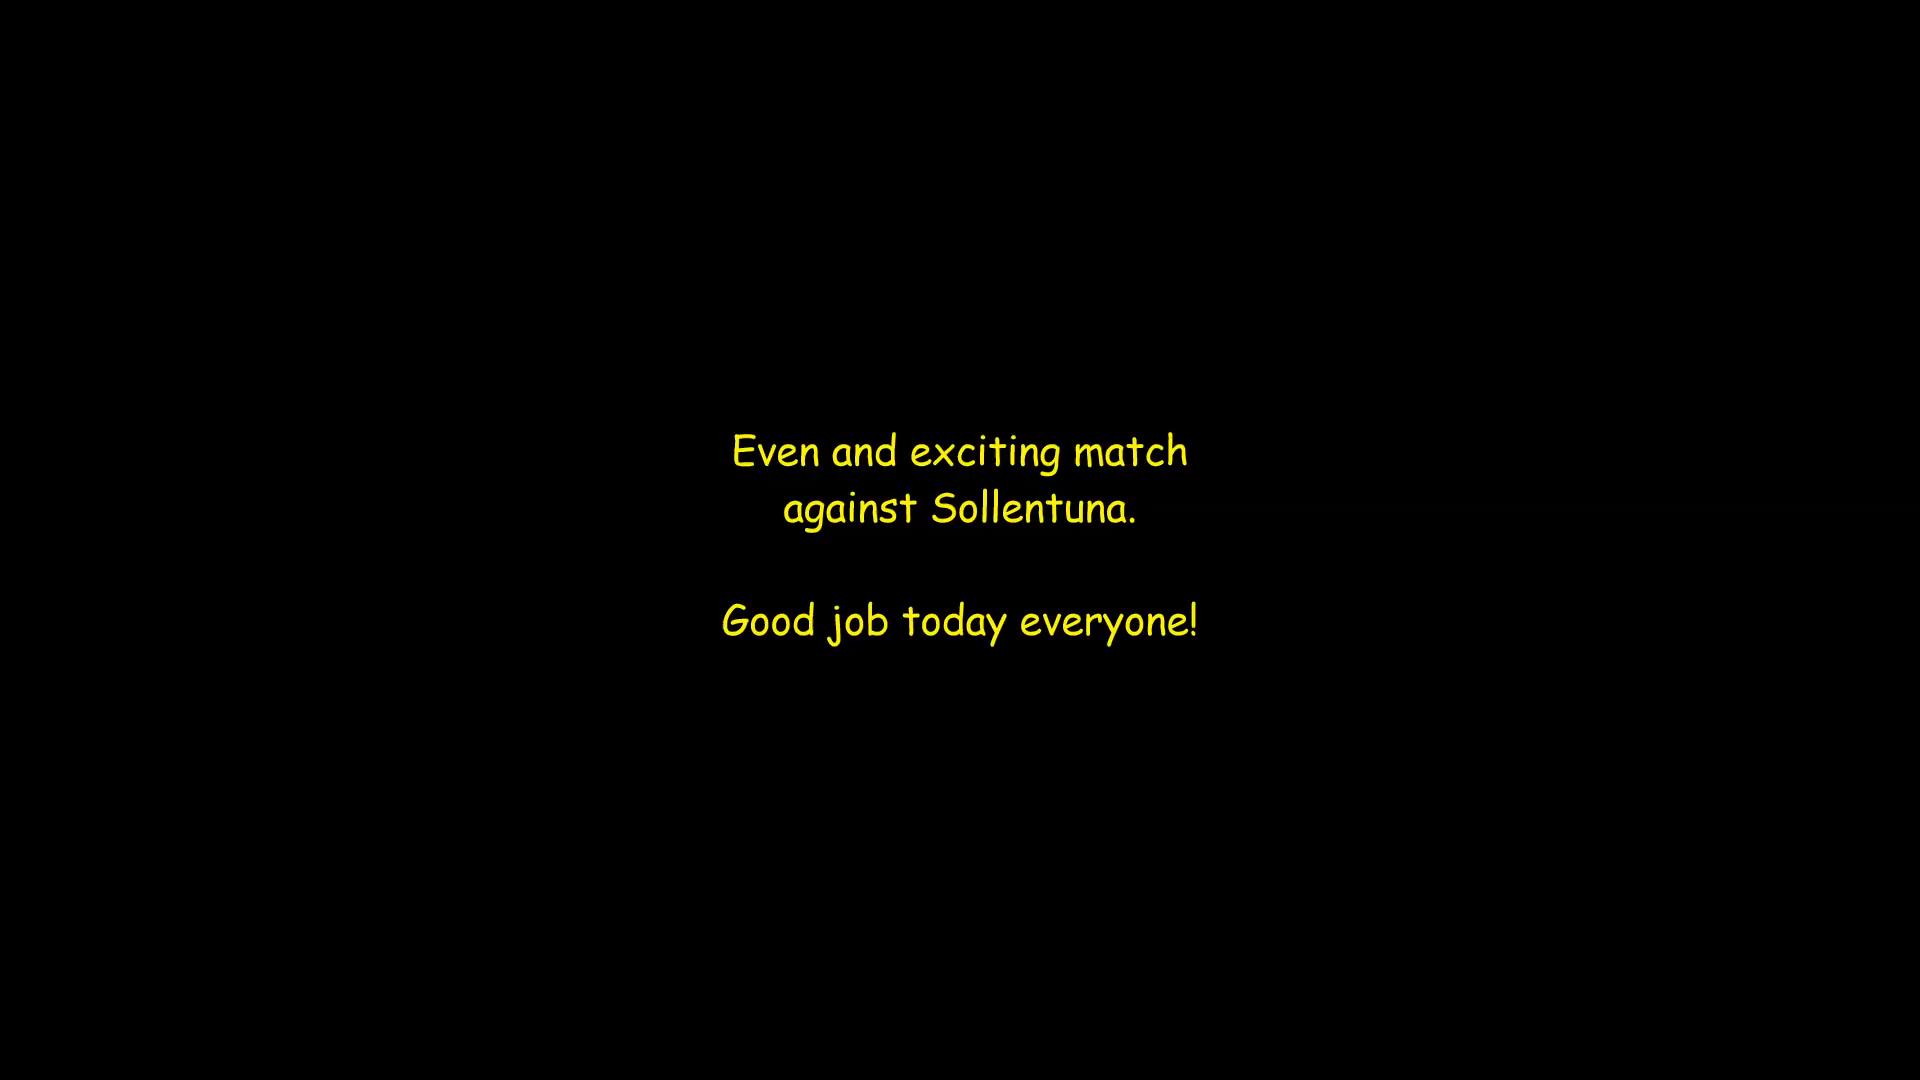 Even and exciting match
against Sollentuna.
Good job today everyone!